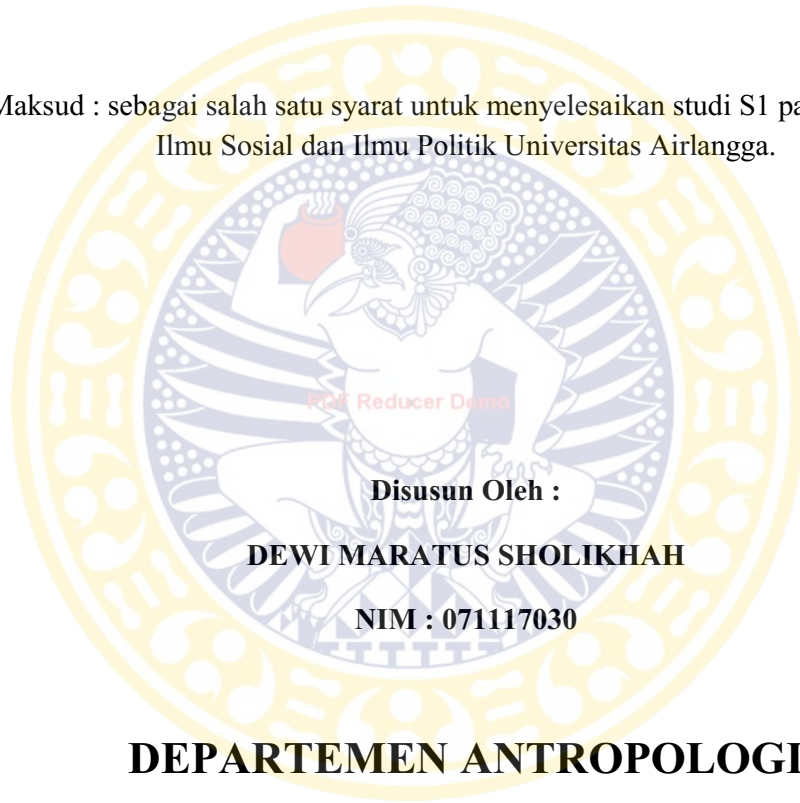 Maksud : sebagai salah satu syarat untuk menyelesaikan studi S1 pa
Ilmu Sosial dan Ilmu Politik Universitas Airlangga.
PDF Reducer Demo
Disusun Oleh :
DEWI MARATUS SHOLIKHAH
NIM : 071117030
DEPARTEMEN ANTROPOLOGI